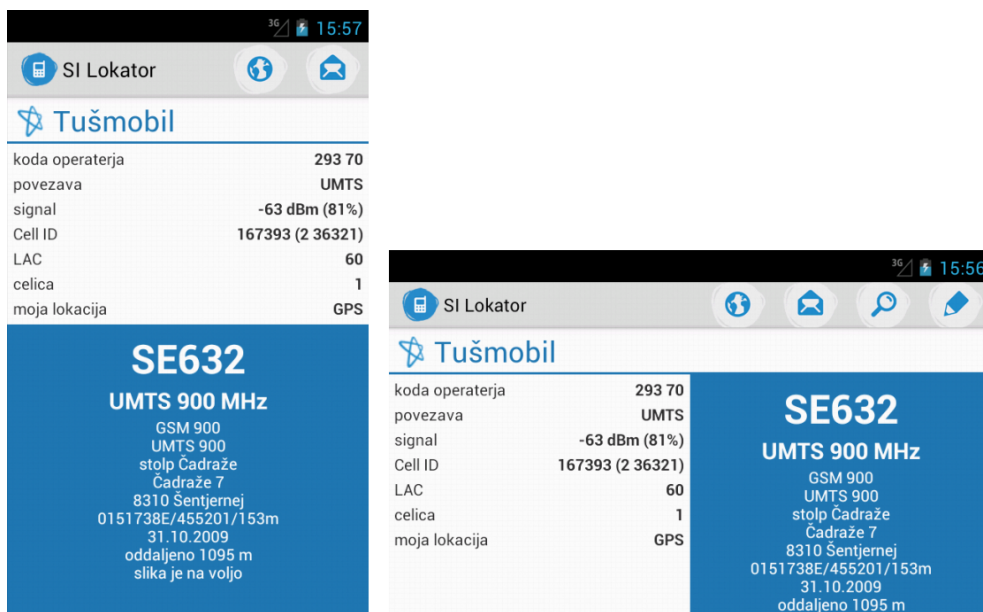 3G 15:57
SI Lokator
Tušmobil
koda operaterja 293 70
povezava UMTS
signal -63 dBm (81%)
Cell ID 167393 (2 36321)
LAC 60
celica 1
moja lokacija GPS
SE632
UMTS 900 MHz
GSM 900
UMTS 900
stolp Čadraže
Čadraže 7
8310 Šentjernej
0151738E/455201/153m
31.10.2009
oddaljeno 1095 m
slika je na voljo
3G 15:56
SI Lokator
Tušmobil
koda operaterja 293 70
povezava UMTS
signal -63 dBm (81%)
Cell ID 167393 (2 36321)
LAC 60
celica 1
moja lokacija GPS
SE632
UMTS 900 MHz
GSM 900
UMTS 900
stolp Čadraže
Čadraže 7
8310 Šentjernej
0151738E/455201/153m
31.10.2009
oddaljeno 1095 m